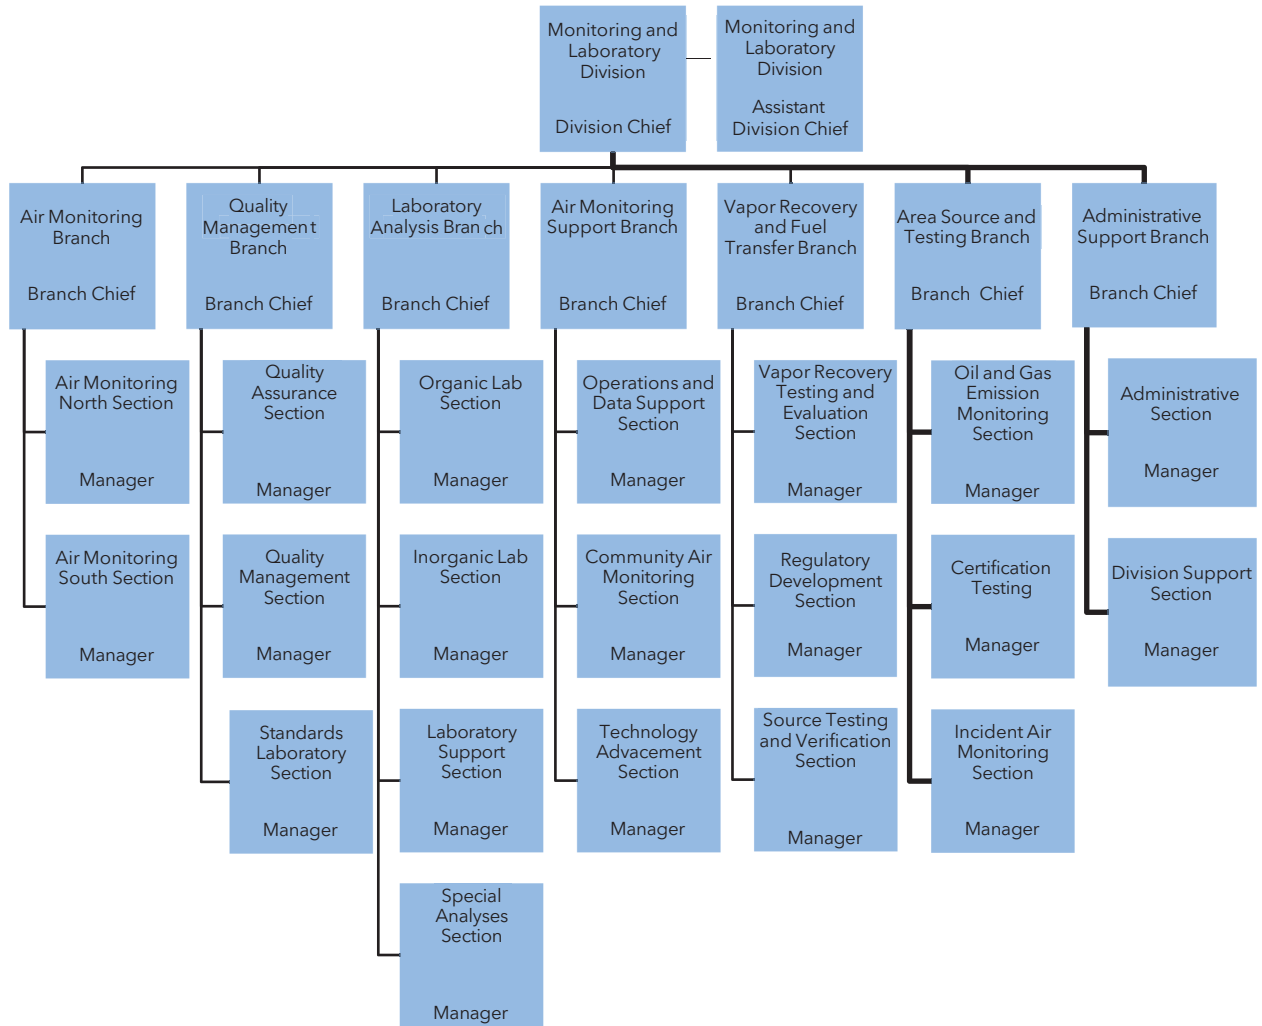 Monitoring and
Laboratory
Division
Division Chief
Monitoring and
Laboratory
Division
Assistant
Division Chief
Air Monitoring
Branch
Branch Chief
Quality
Management
Branch
Branch Chief
Laboratory
Analysis Branch
Branch Chief
Air Monitoring
Support Branch
Branch Chief
Vapor Recovery
and Fuel
Transfer Branch
Branch Chief
Area Source and
Testing Branch
Branch Chief
Administrative
Support Branch
Branch Chief
Air Monitoring
North Section
Manager
Quality
Assurance
Section
Manager
Organic Lab
Section
Manager
Operations and
Data Support
Section
Manager
Vapor Recovery
Testing and
Evaluation
Section
Manager
Oil and Gas
Emission
Monitoring
Section
Manager
Administrative
Section
Manager
Air Monitoring
South Section
Manager
Quality
Management
Section
Manager
Inorganic Lab
Section
Manager
Community Air
Monitoring
Section
Manager
Regulatory
Development
Section
Manager
Certification
Testing
Manager
Division Support
Section
Manager
Standards
Laboratory
Section
Manager
Laboratory
Support
Section
Manager
Technology
Advacement
Section
Manager
Source Testing
and Verification
Section
Manager
Incident Air
Monitoring
Section
Manager
Special
Analyses
Section
Manager